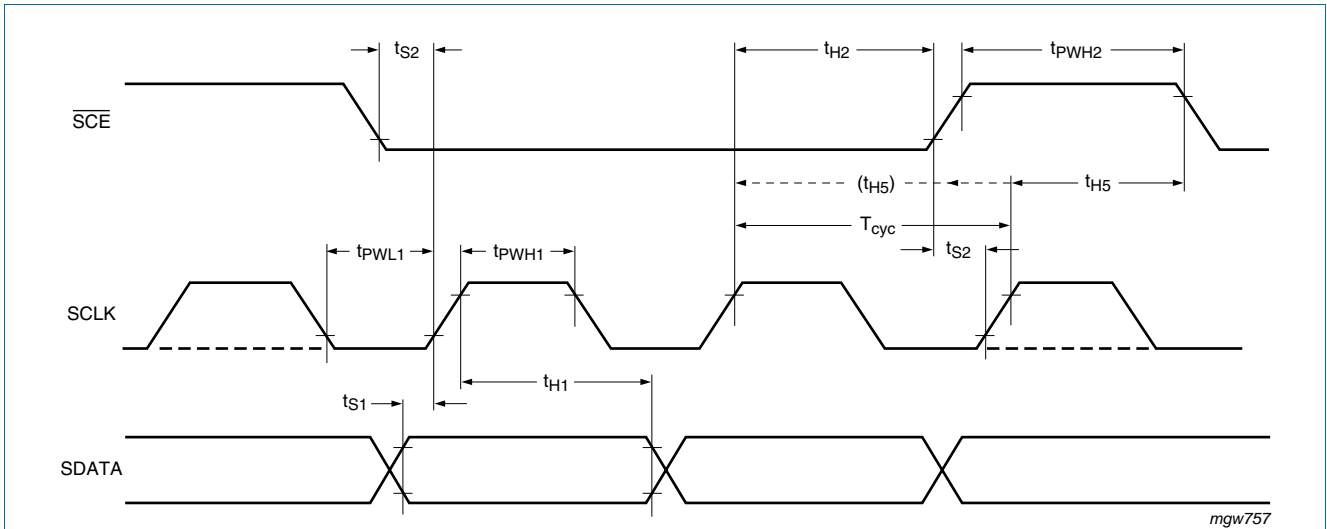 tS2
tH2
tPWH2
SCE
(tH5)
tH5
Tcyc
tPWL1
tPWH1
tS2
SCLK
tH1
tS1
SDATA
mgw757